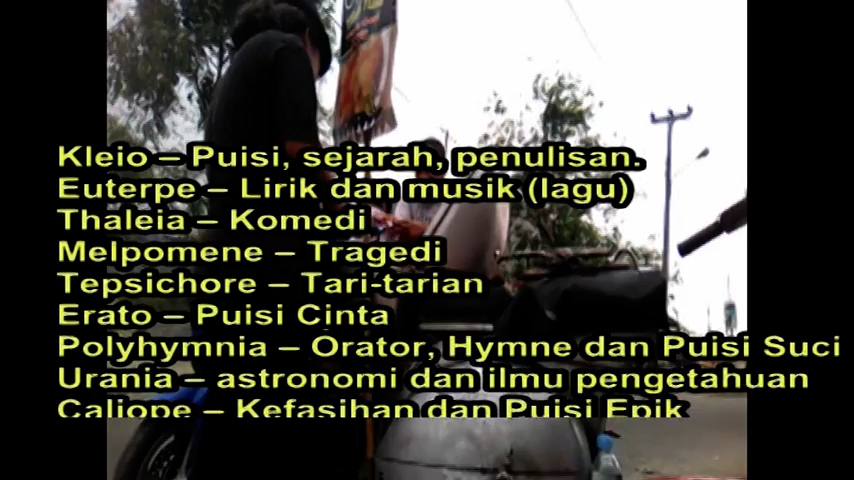 Kleio – Puisi, sejarah, penulisan.
Euterpe – Lirik dan musik (lagu)
Thaleia – Komedi
Melpomene – Tragedi
Tepsichore – Tari-tarian
Erato – Puisi Cinta
Polyhymnia – Orator, Hymne dan Puisi Suci
Urania – astronomi dan ilmu pengetahuan
Caliope – Kefasihan dan Puisi Epik